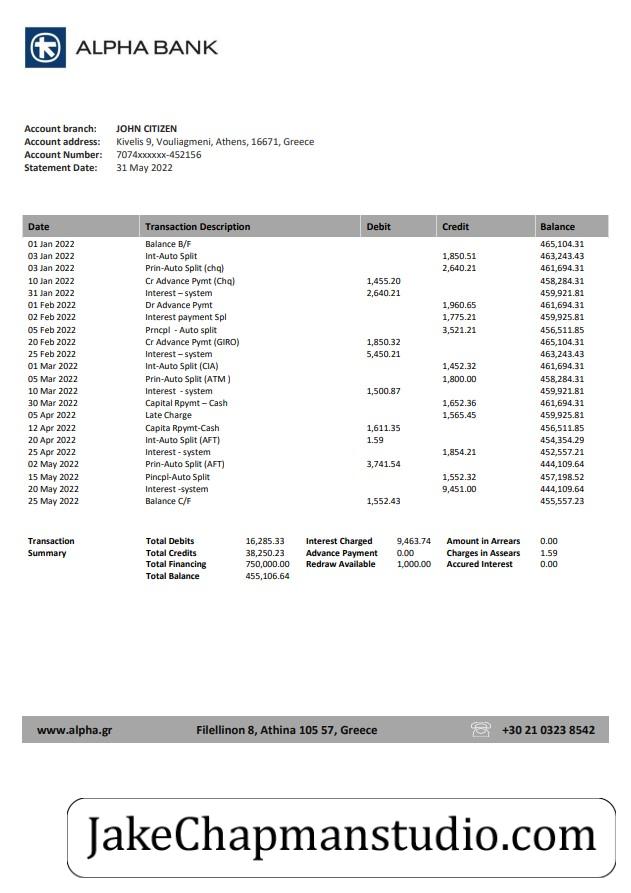 ALPHA BANK
Account branch: JOHN CITIZEN
Account address: Kivelis 9, Vouliagmeni, Athens, 16671, Greece
Account Number: 7074xxxxxx-452156
Statement Date: 31 May 2022
Date Transaction Description Debit Credit Balance
01 Jan 2022 Balance B/F 465,104.31
03 Jan 2022 Int-Auto Split 1,850.51 463,243.43
03 Jan 2022 Prin-Auto Split (chq) 2,640.21 461,694.31
10 Jan 2022 Cr Advance Pymt (Chq) 1,455.20 458,284.31
31 Jan 2022 Interest – system 2,640.21 459,921.81
01 Feb 2022 Dr Advance Pymt 1,960.65 461,694.31
02 Feb 2022 Interest payment Spl 1,775.21 459,925.81
05 Feb 2022 Prncpl - Auto split 3,521.21 456,511.85
20 Feb 2022 Cr Advance Pymt (GIRO) 1,850.32 465,104.31
25 Feb 2022 Interest – system 5,450.21 463,243.43
01 Mar 2022 Int-Auto Split (CIA) 1,452.32 461,694.31
05 Mar 2022 Prin-Auto Split (ATM ) 1,800.00 458,284.31
10 Mar 2022 Interest - system 1,500.87 459,921.81
30 Mar 2022 Capital Rpymt – Cash 1,652.36 461,694.31
05 Apr 2022 Late Charge 1,565.45 459,925.81
12 Apr 2022 Capita Rpymt-Cash 1,611.35 456,511.85
20 Apr 2022 Int-Auto Split (AFT) 1.59 454,354.29
25 Apr 2022 Interest - system 1,854.21 452,557.21
02 May 2022 Prin-Auto Split (AFT) 3,741.54 444,109.64
15 May 2022 Pincpl-Auto Split 1,552.32 457,198.52
20 May 2022 Interest -system 9,451.00 444,109.64
25 May 2022 Balance C/F 1,552.43 455,557.23
Transaction Total Debits 16,285.33 Interest Charged 9,463.74 Amount in Arrears 0.00
Summary Total Credits 38,250.23 Advance Payment 0.00 Charges in Assears 1.59
Total Financing 750,000.00 Redraw Available 1,000.00 Accured Interest 0.00
Total Balance 455,106.64
www.alpha.gr Filellinon 8, Athina 105 57, Greece +30 21 0323 8542
JakeChapmanstudio.com